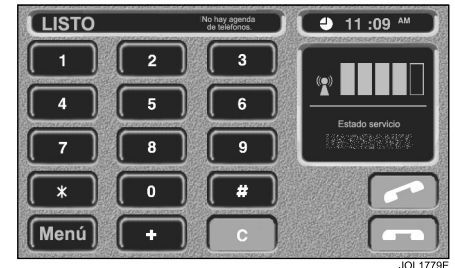 LISTO
No hay agenda
de teléfonos.
11 :09 AM
1 2 3
4 5 6
7 8 9
* 0 #
Menú + C
Estado servicio
JOL1779E